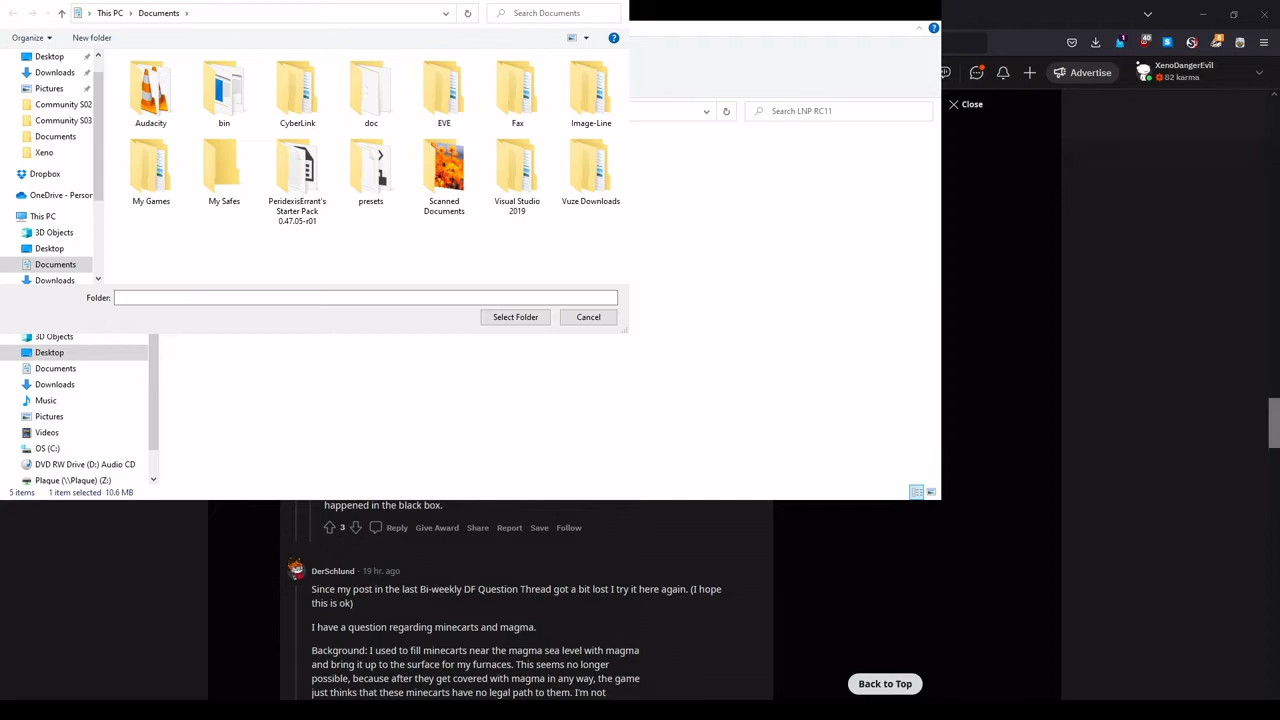 This PC
Documents
Search Documents
Organize
New folder
Desktop
Downloads
Pictures
Community S02
Community S03
Documents
Xeno
Dropbox
OneDrive - Person
This PC
3D Objects
Desktop
Documents
Downloads
Audacity
bin
CyberLink
doc
EVE
Fax
Image-Line
My Games
My Safes
PeridexisErrant's
Starter Pack
0.47.05-r01
presets
Scanned
Documents
Visual Studio
2019
Vuze Downloads
Folder:
Select Folder
Cancel
Search LNP RC11
3D Objects
Desktop
Documents
Downloads
Music
Pictures
Videos
OS (C:)
DVD RW Drive (D:) Audio CD
Plaque (\\Plaque) (Z:)
5 items 1 item selected 10.6 MB
Advertise
XenoDangerEvil
82 karma
Close
happened in the black box.
3 Reply Give Award Share Report Save Follow
DerSchlund · 19 hr. ago
Since my post in the last Bi-weekly DF Question Thread got a bit lost I try it here again. (I hope
this is ok)
I have a question regarding minecarts and magma.
Background: I used to fill minecarts near the magma sea level with magma
and bring it up to the surface for my furnaces. This seems no longer
possible, because after they get covered with magma in any way, the game
just thinks that these minecarts have no legal path to them. I'm not
Back to Top